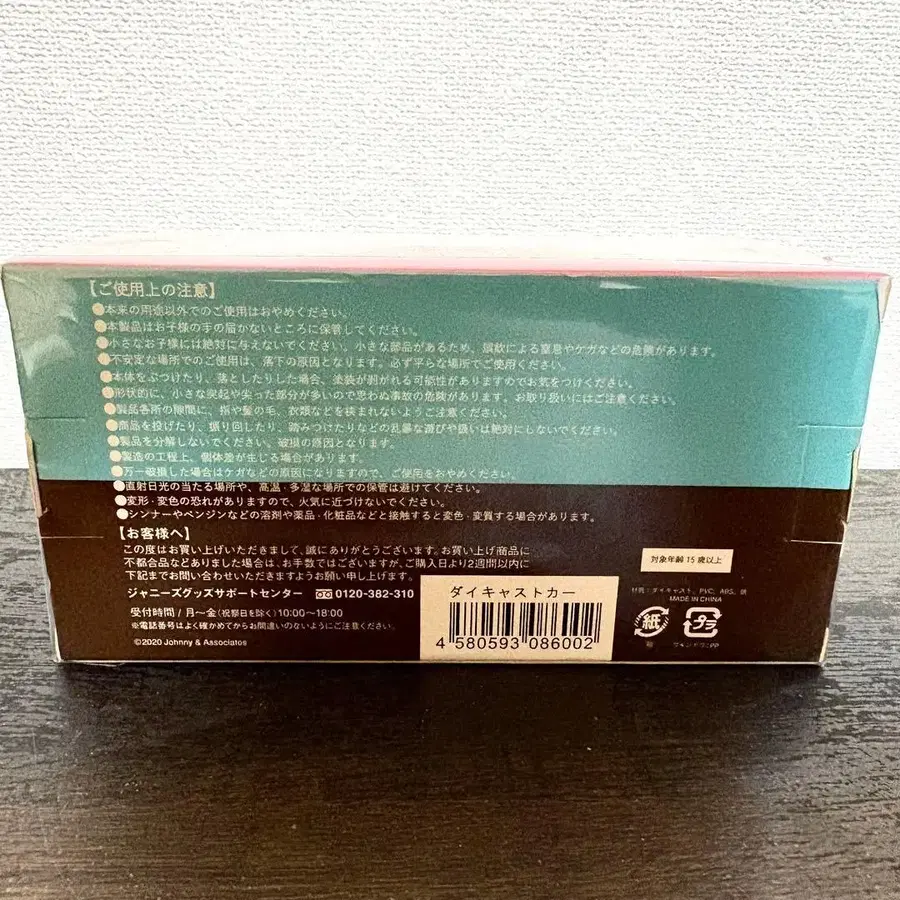 【ご使用上の注意】
●本来の用途以外でのご使用はおやめください。
●本製品はお子様の手の届かないところに保管してください。
●小さなお子様には絶対に与えないでください。小さな部品があるため、誤飲による窒息やケガなどの危険があります。
●不安定な場所でのご使用は、落下の原因となります。必ず平らな場所でご使用ください。
●本体をぶつけたり、落としたりした場合、塗装が剥がれる可能性がありますのでお気をつけください。
●形状的に、小さな突起や尖った部分が多いので思わぬ事故の危険があります。お取り扱いにはご注意ください。
●製品各所の隙間に、指や髪の毛、衣類などを挟まれないようご注意ください。
●商品を投げたり、振り回したり、踏みつけたりなどの乱暴な遊びや扱いは絶対にしないでください。
●製品を分解しないでください。破損の原因となります。
●製造の工程上、個体差が生じる場合があります。
●万一破損した場合はケガなどの原因になりますので、ご使用をおやめください。
●直射日光の当たる場所や、高温·多湿な場所での保管は避けてください。
●変形·変色の恐れがありますので、火気に近づけないでください。
●シンナーやベンジンなどの溶剤や薬品·化粧品などと接触すると変色·変質する場合があります。
【お客様へ】
この度はお買い上げいただきまして、誠にありがとうございます。お買い上げ商品に
不都合品などありました場合は、お手数ではございますが、ご購入日より2週間以内に
下記までお問い合わせいただきますようお願い申し上げます。
ジャニーズグッズサポートセンター 0120-382-310
受付時間 / 月〜金(祝祭日を除く) 10:00〜18:00
※電話番号はよく確かめてからお間違いのないようにご注意ください。
©2020 Johnny & Associates
ダイキャストカー
4 580593 086002
対象年齢 15 歳以上
材質:ダイキャスト、PVC、ABS、鉄
MADE IN CHINA
紙
プラ
箱